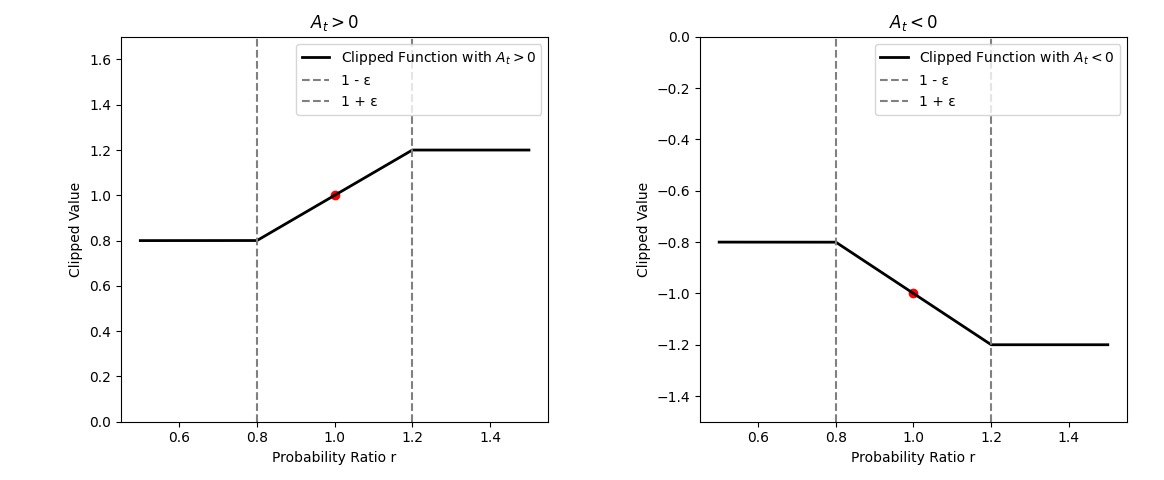 A_t > 0
Clipped Value
1.6
1.4
1.2
1.0
0.8
0.6
0.4
0.2
0.0
Clipped Function with A_t > 0
1 - ε
1 + ε
0.6 0.8 1.0 1.2 1.4
Probability Ratio r
A_t < 0
Clipped Value
0.0
−0.2
−0.4
−0.6
−0.8
−1.0
−1.2
−1.4
Clipped Function with A_t < 0
1 - ε
1 + ε
0.6 0.8 1.0 1.2 1.4
Probability Ratio r